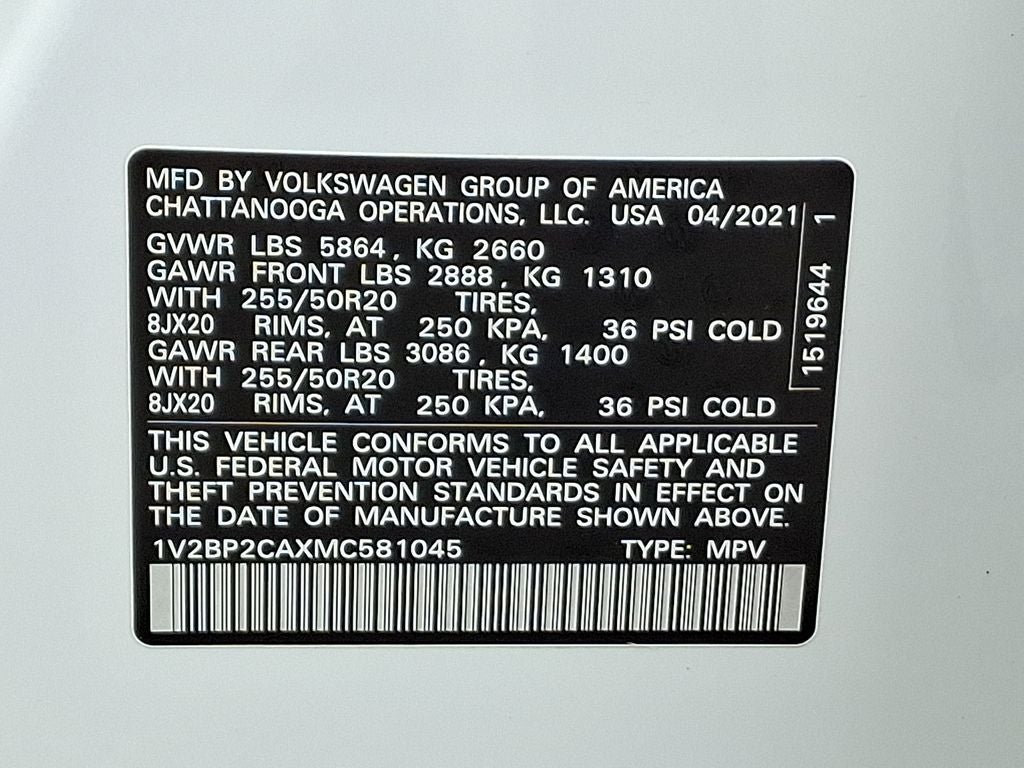 MFD BY VOLKSWAGEN GROUP OF AMERICA
CHATTANOOGA OPERATIONS, LLC. USA 04/2021
GVWR LBS 5864, KG 2660
GAWR FRONT LBS 2888, KG 1310
WITH 255/50R20 TIRES,
8JX20 RIMS, AT 250 KPA, 36 PSI COLD
GAWR REAR LBS 3086, KG 1400
WITH 255/50R20 TIRES,
8JX20 RIMS, AT 250 KPA, 36 PSI COLD
1519644 1
THIS VEHICLE CONFORMS TO ALL APPLICABLE
U.S. FEDERAL MOTOR VEHICLE SAFETY AND
THEFT PREVENTION STANDARDS IN EFFECT ON
THE DATE OF MANUFACTURE SHOWN ABOVE.
1V2BP2CAXMC581045 TYPE: MPV